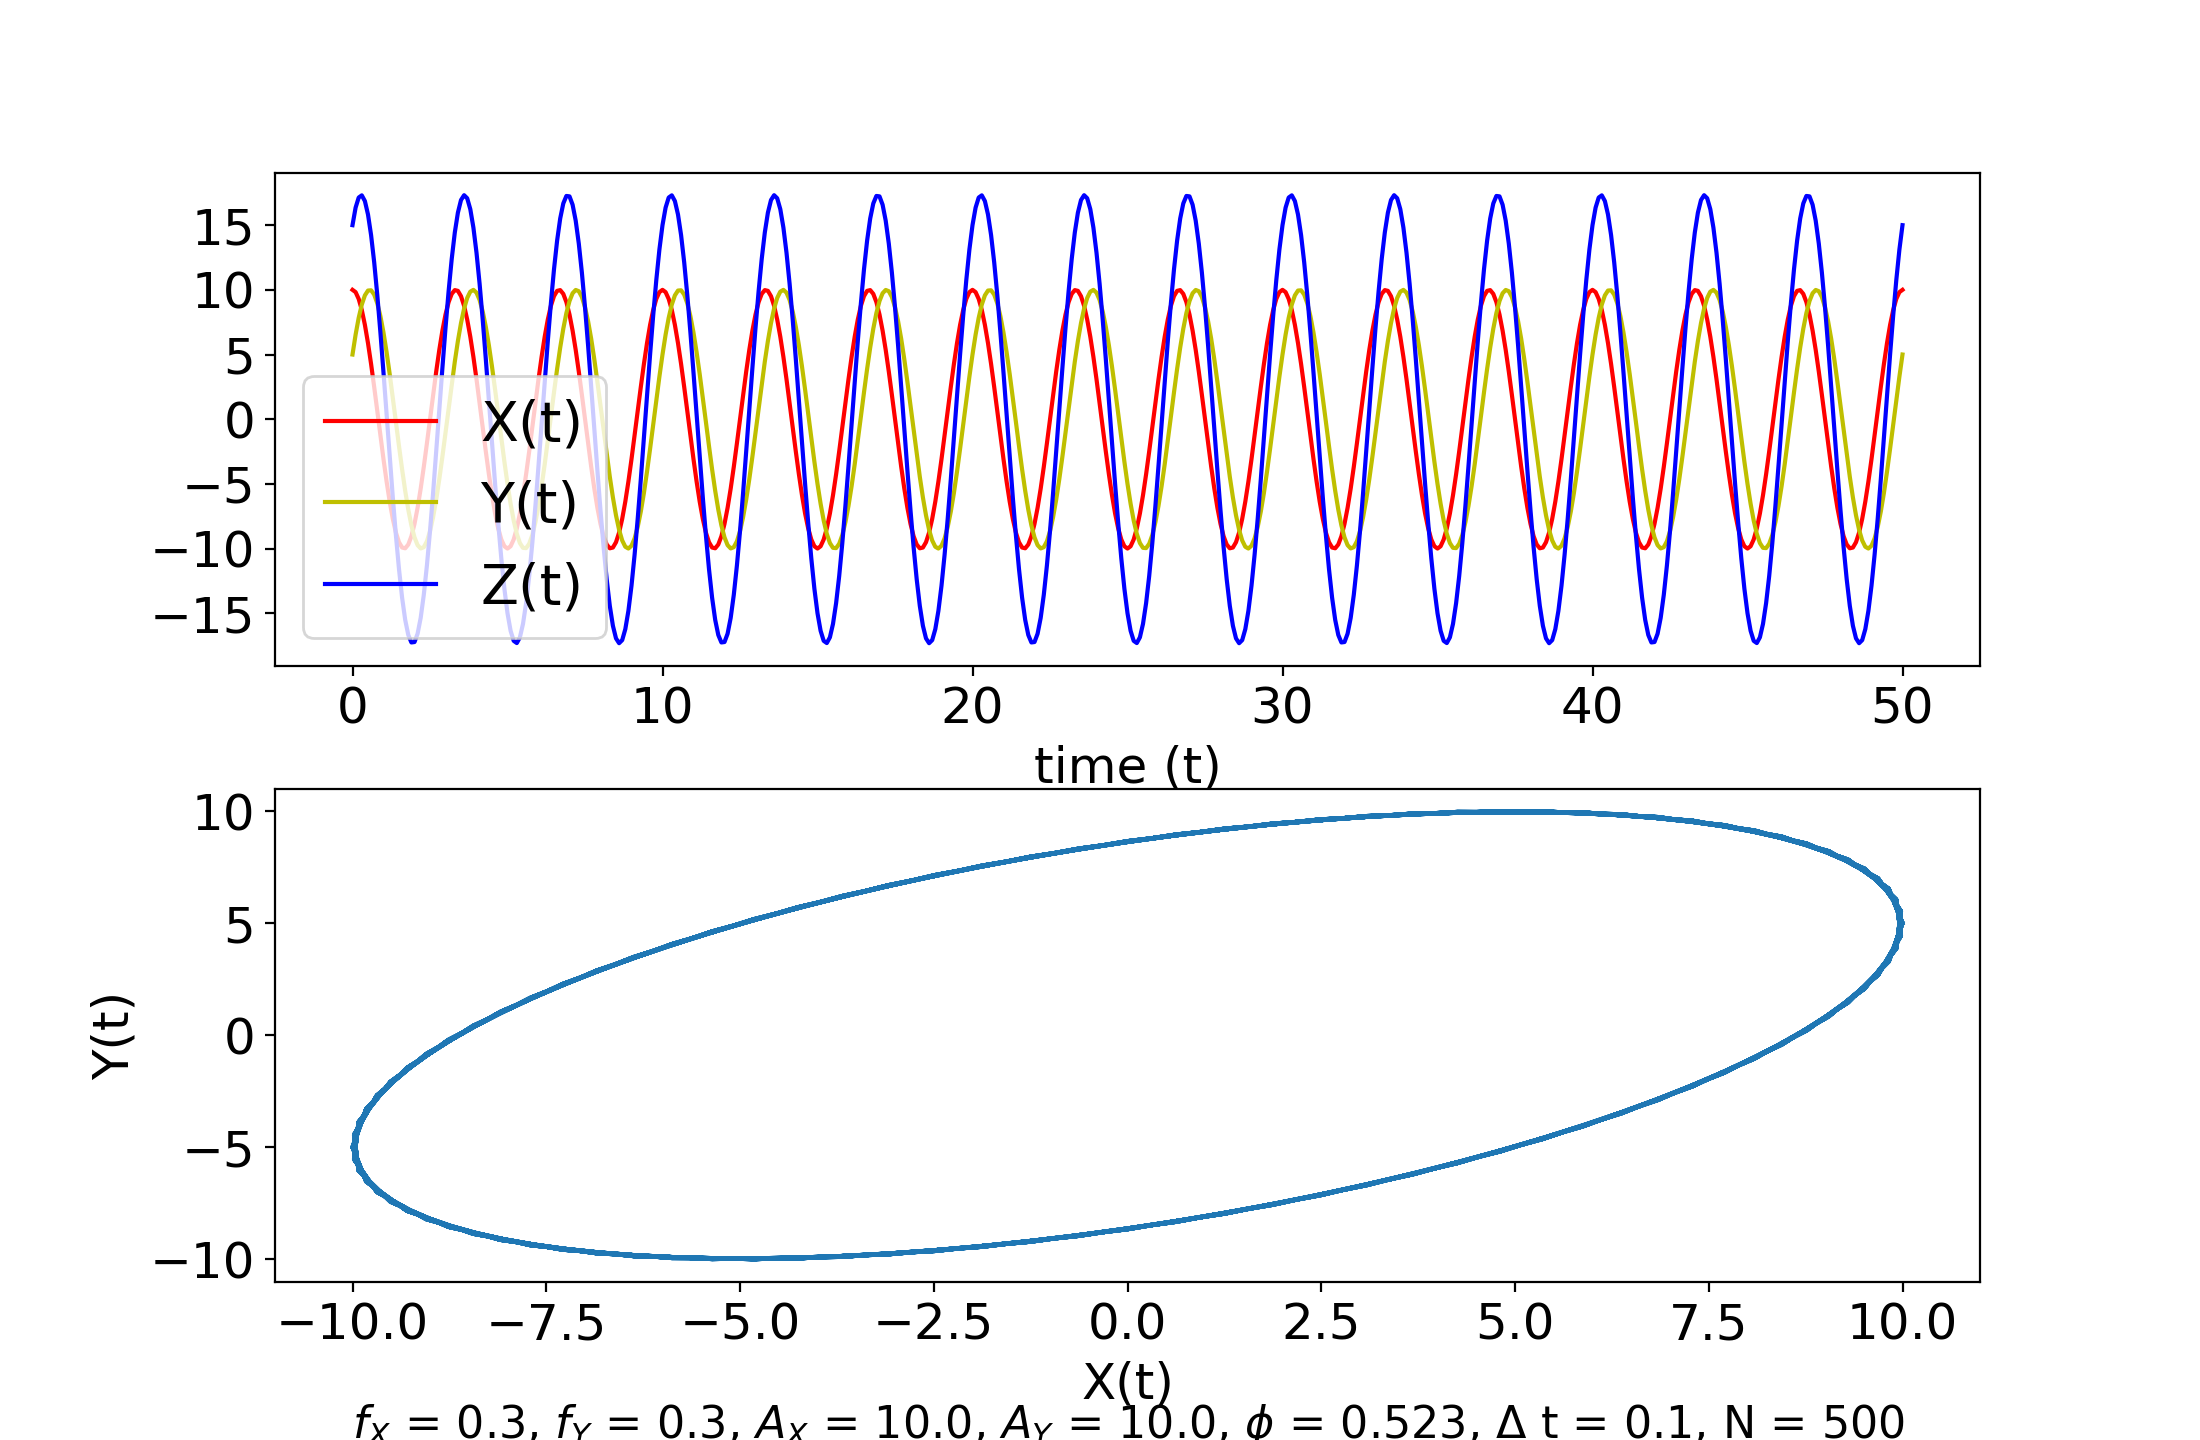 15
10
5
0
−5
−10
−15
X(t)
Y(t)
Z(t)
0 10 20 30 40 50
time (t)
10
5
0
−5
−10
Y(t)
−10.0 −7.5 −5.0 −2.5 0.0 2.5 5.0 7.5 10.0
X(t)
f_X = 0.3, f_Y = 0.3, A_X = 10.0, A_Y = 10.0, ϕ = 0.523, Δ t = 0.1, N = 500